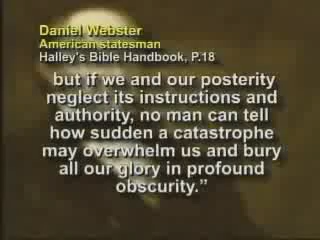 Daniel Webster
American statesman
Halley's Bible Handbook, P.18
but if we and our posterity
neglect its instructions and
authority, no man can tell
how sudden a catastrophe
may overwhelm us and bury
all our glory in profound
obscurity.”